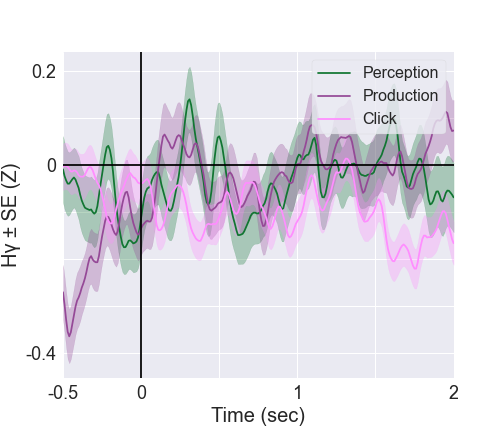 Perception
Production
Click
0.2
0
-0.4
Hγ ± SE (Z)
-0.5
0
1
2
Time (sec)